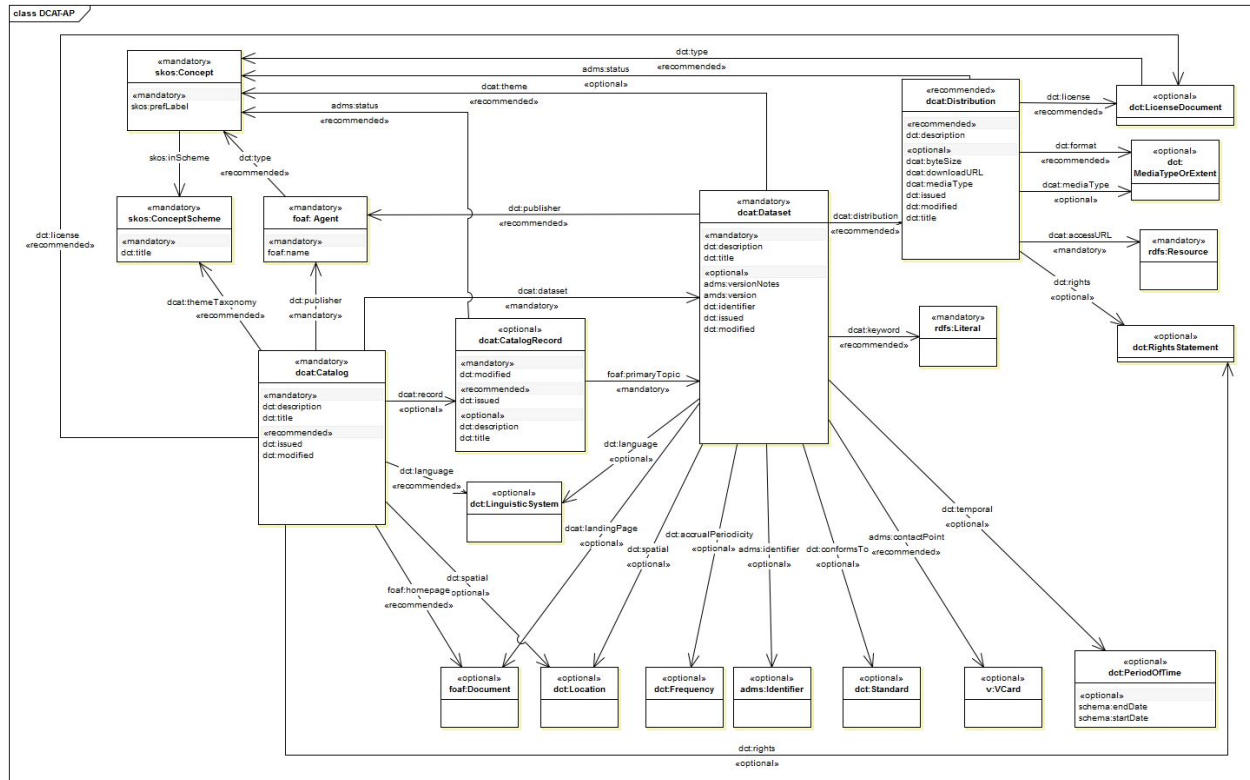 class DCAT-AP
«mandatory»
skos:Concept
«mandatory»
skos:prefLabel
dct:type
«recommended»
adms:status
«optional»
dcat:theme
«recommended»
adms:status
«recommended»
«recommended»
dcat:Distribution
«recommended»
dct:description
«optional»
dcat:byteSize
dcat:downloadURL
dcat:mediaType
dct:issued
dct:modified
dct:title
dct:license
«recommended»
«optional»
dct:LicenseDocument
dct:format
«recommended»
dcat:mediaType
«optional»
«optional»
dct:
MediaTypeOrExtent
skos:inScheme
dct:type
«recommended»
«mandatory»
skos:ConceptScheme
«mandatory»
dct:title
«mandatory»
foaf: Agent
«mandatory»
foaf:name
dct:publisher
«recommended»
«mandatory»
dcat:Dataset
«mandatory»
dct:description
dct:title
«optional»
adms:versionNotes
amds:version
dct:identifier
dct:issued
dct:modified
dcat:distribution
«recommended»
dcat:accessURL
«mandatory»
«mandatory»
rdfs:Resource
dct:license
«recommended»
dcat:themeTaxonomy
«recommended»
dct:publisher
«mandatory»
dcat:dataset
«mandatory»
dct:rights
«optional»
«optional»
dct:RightsStatement
dcat:keyword
«recommended»
«mandatory»
rdfs:Literal
«optional»
dcat:CatalogRecord
«mandatory»
dct:modified
«recommended»
dct:issued
«optional»
dct:description
dct:title
«mandatory»
dcat:Catalog
«mandatory»
dct:description
dct:title
«recommended»
dct:issued
dct:modified
dcat:record
«optional»
foaf:primaryTopic
«mandatory»
dct:language
«recommended»
dct:language
«optional»
«optional»
dct:LinguisticSystem
dcat:landingPage
«optional»
dct:spatial
«optional»
dct:accrualPeriodicity
«optional»
adms:identifier
«optional»
dct:conformsTo
«optional»
adms:contactPoint
«recommended»
dct:temporal
«optional»
foaf:homepage
«recommended»
dct:spatial
«optional»
«optional»
foaf:Document
«optional»
dct:Location
«optional»
dct:Frequency
«optional»
adms:Identifier
«optional»
dct:Standard
«optional»
v:VCard
«optional»
dct:PeriodOfTime
«optional»
schema:endDate
schema:startDate
dct:rights
«optional»